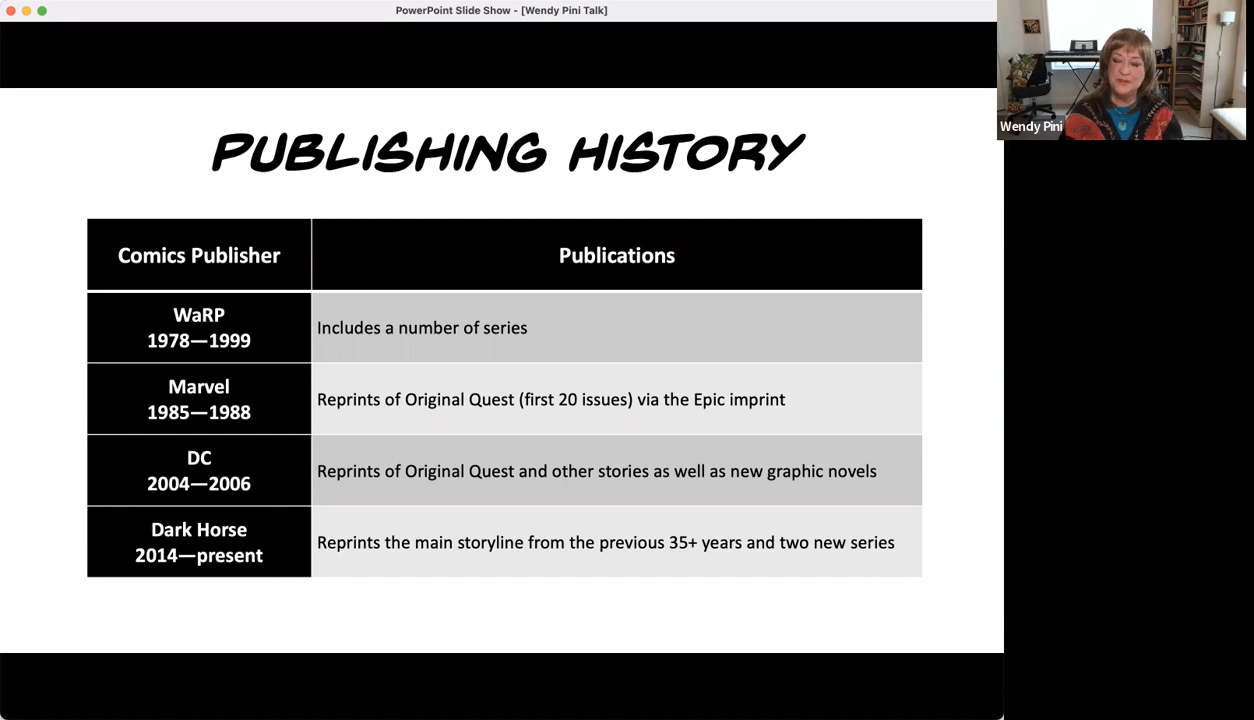 PowerPoint Slide Show - [Wendy Pini Talk]
Wendy Pini
PUBLISHING HISTORY
Comics Publisher
Publications
WaRP
1978—1999
Includes a number of series
Marvel
1985—1988
Reprints of Original Quest (first 20 issues) via the Epic imprint
DC
2004—2006
Reprints of Original Quest and other stories as well as new graphic novels
Dark Horse
2014—present
Reprints the main storyline from the previous 35+ years and two new series